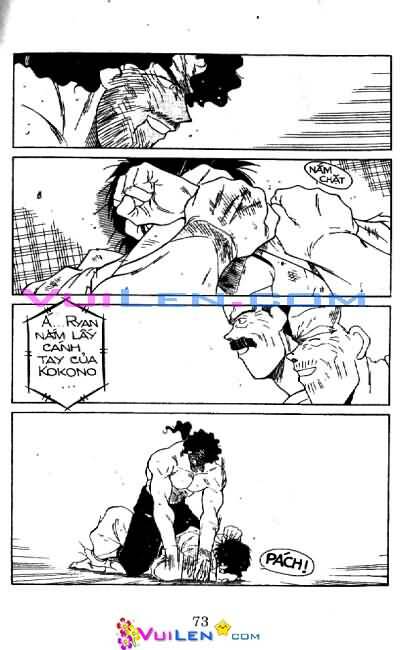 NẮM
CHẶT
VUILEN.COM
A... RYAN
NẮM LẤY
CÁNH
TAY CỦA
KOKONO
...
PÁCH!
73
VUILEN.COM